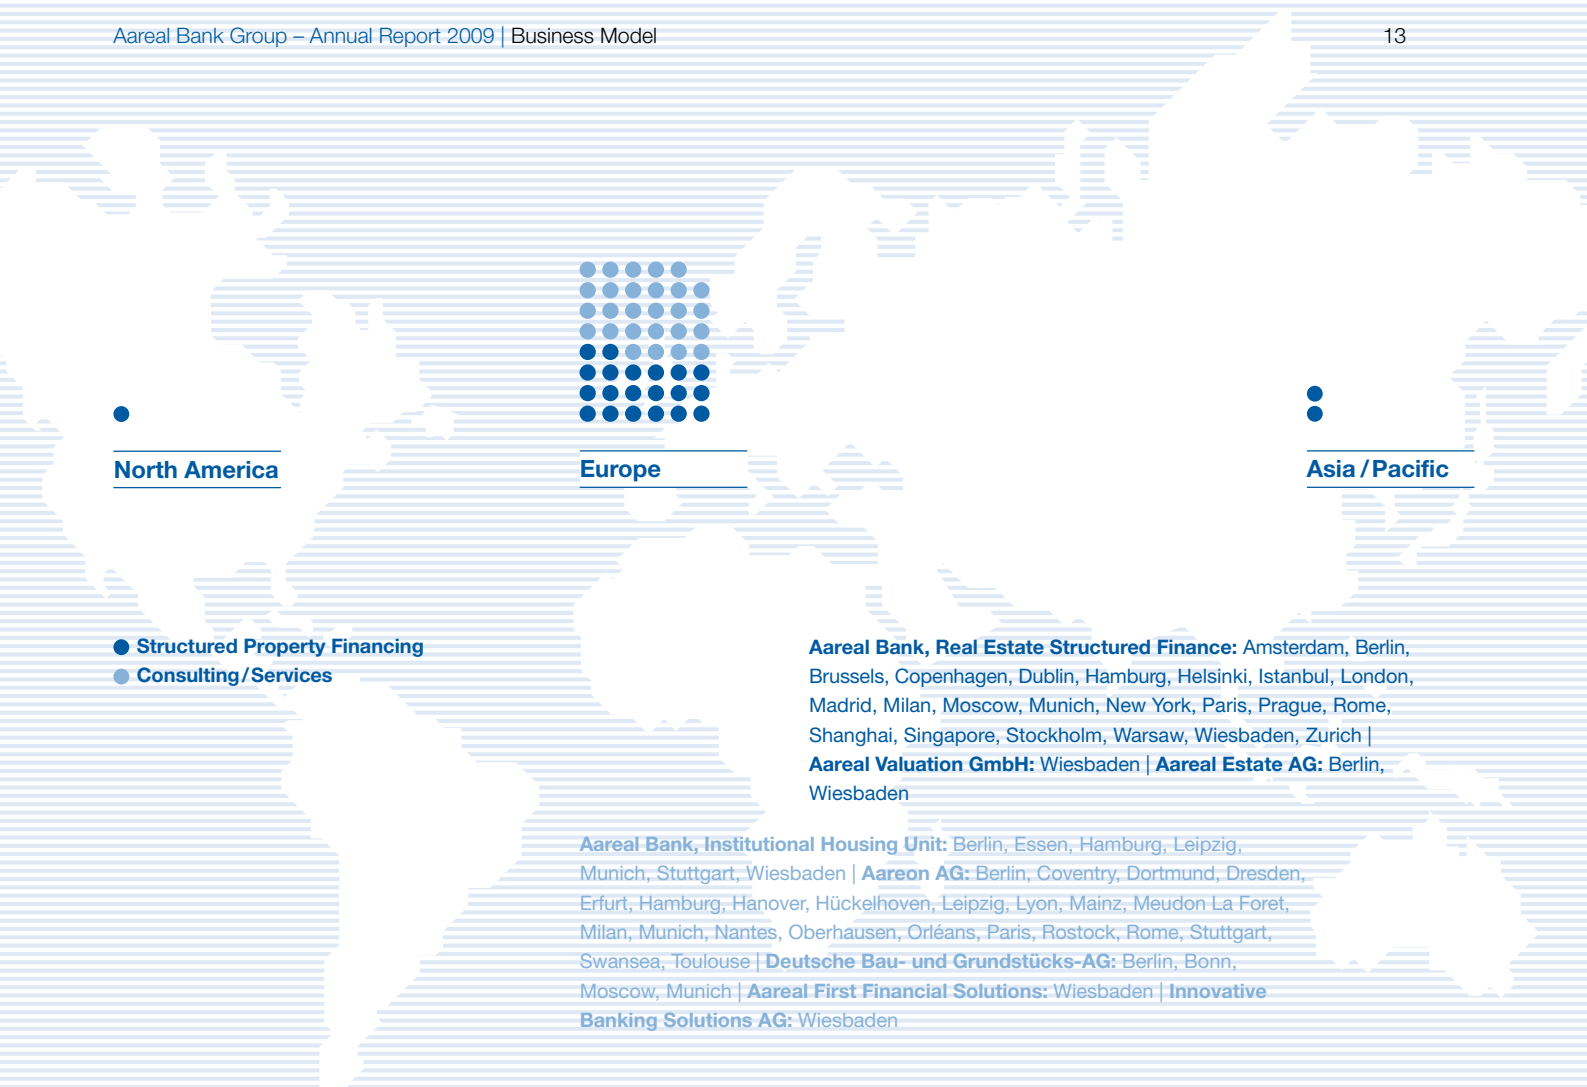 Aareal Bank Group – Annual Report 2009 | Business Model 13
North America
Europe
Asia / Pacific
Structured Property Financing
Consulting / Services
Aareal Bank, Real Estate Structured Finance: Amsterdam, Berlin,
Brussels, Copenhagen, Dublin, Hamburg, Helsinki, Istanbul, London,
Madrid, Milan, Moscow, Munich, New York, Paris, Prague, Rome,
Shanghai, Singapore, Stockholm, Warsaw, Wiesbaden, Zurich |
Aareal Valuation GmbH: Wiesbaden | Aareal Estate AG: Berlin,
Wiesbaden
Aareal Bank, Institutional Housing Unit: Berlin, Essen, Hamburg, Leipzig,
Munich, Stuttgart, Wiesbaden | Aareon AG: Berlin, Coventry, Dortmund, Dresden,
Erfurt, Hamburg, Hanover, Hückelhoven, Leipzig, Lyon, Mainz, Meudon La Foret,
Milan, Munich, Nantes, Oberhausen, Orléans, Paris, Rostock, Rome, Stuttgart,
Swansea, Toulouse | Deutsche Bau- und Grundstücks-AG: Berlin, Bonn,
Moscow, Munich | Aareal First Financial Solutions: Wiesbaden | Innovative
Banking Solutions AG: Wiesbaden